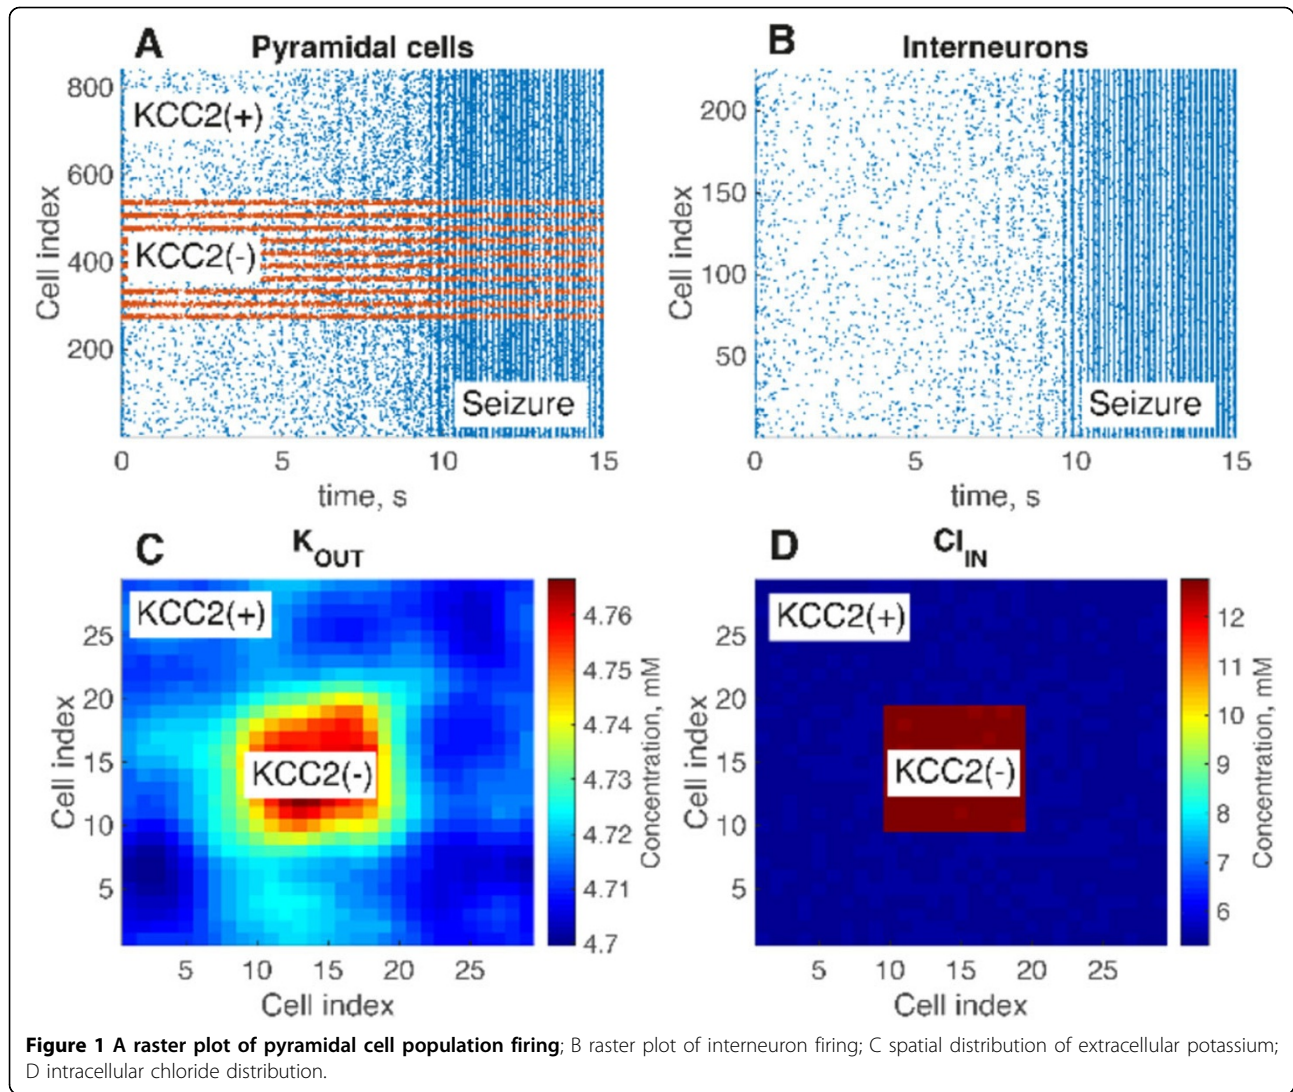 A Pyramidal cells
800
600
400
200
Cell index
KCC2(+)
KCC2(-)
Seizure
0 5 10 15
time, s
B Interneurons
200
150
100
50
Cell index
Seizure
0 5 10 15
time, s
C K OUT
KCC2(+)
KCC2(-)
25
20
15
10
5
Cell index
5 10 15 20 25
Cell index
4.76
4.75
4.74
4.73
4.72
4.71
4.7
Concentration, mM
D Cl IN
KCC2(+)
KCC2(-)
25
20
15
10
5
Cell index
5 10 15 20 25
Cell index
12
11
10
9
8
7
6
Concentration, mM
Figure 1 A raster plot of pyramidal cell population firing; B raster plot of interneuron firing; C spatial distribution of extracellular potassium;
D intracellular chloride distribution.